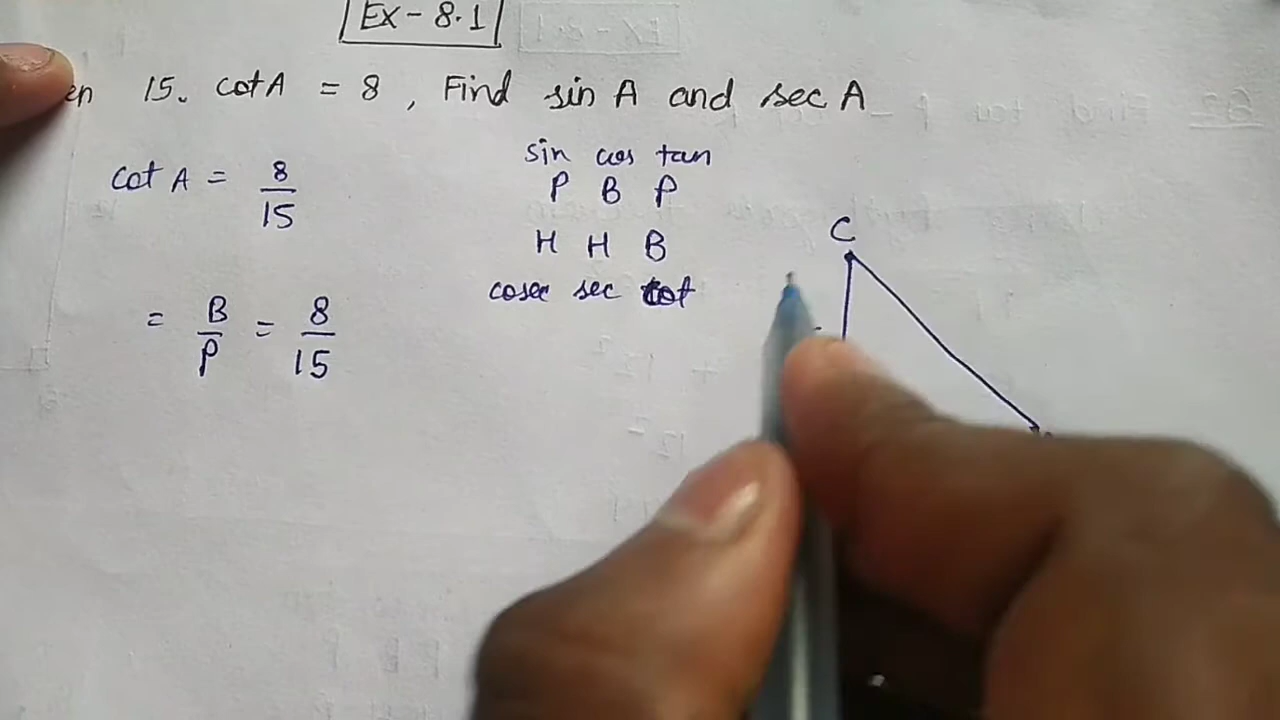 Ex - 8.1
en 15. cot A = 8 , Find sin A and sec A
cot A = 8/15
= B/P = 8/15
sin cos tan
P B P
H H B
cosec sec cot
C